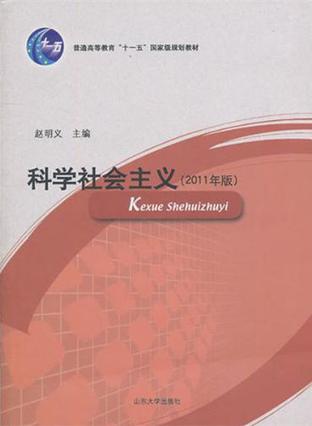 十一五
普通高等教育“十一五”国家级规划教材
赵明义 主编
科学社会主义(2011年版)
Kexue Shehuizhuyi
山东大学出版社